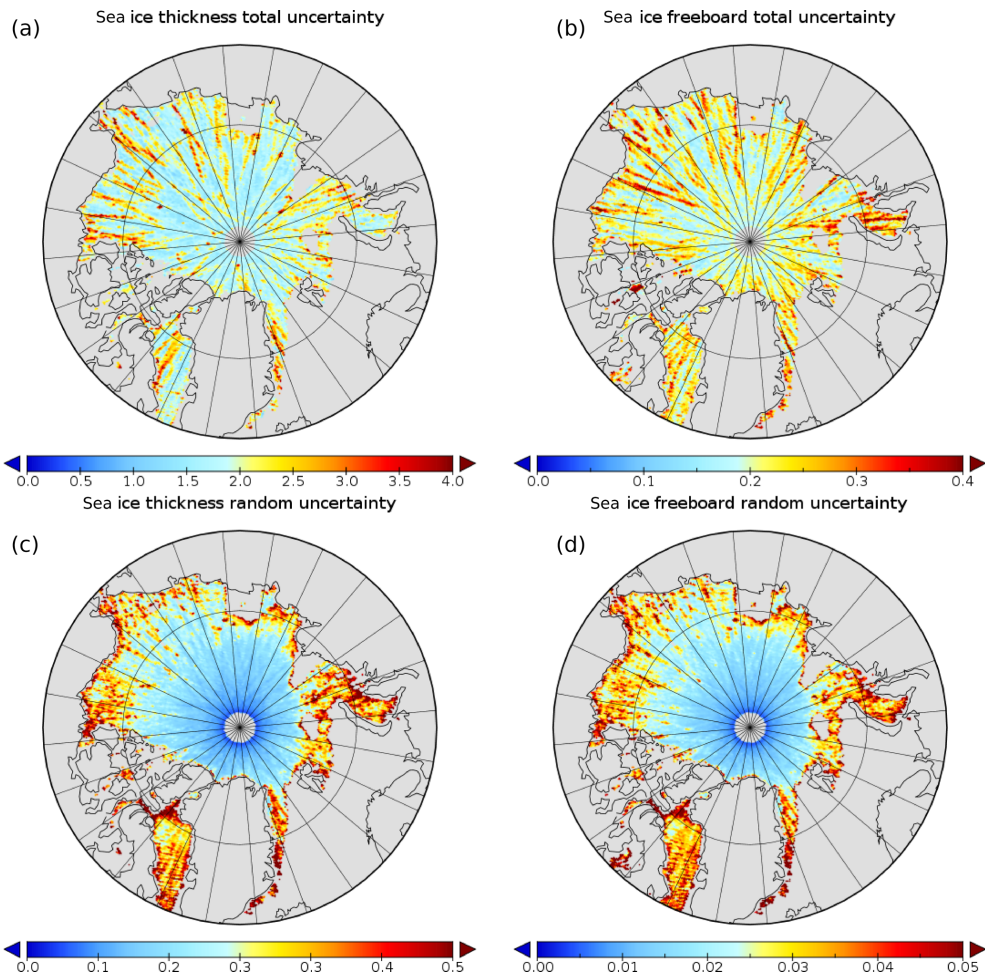 Sea ice thickness total uncertainty
Sea ice freeboard total uncertainty
(a)
(b)
0.0 0.5 1.0 1.5 2.0 2.5 3.0 3.5 4.0
0.0 0.1 0.2 0.3 0.4
Sea ice thickness random uncertainty
Sea ice freeboard random uncertainty
(c)
(d)
0.0 0.1 0.2 0.3 0.4 0.5
0.00 0.01 0.02 0.03 0.04 0.05